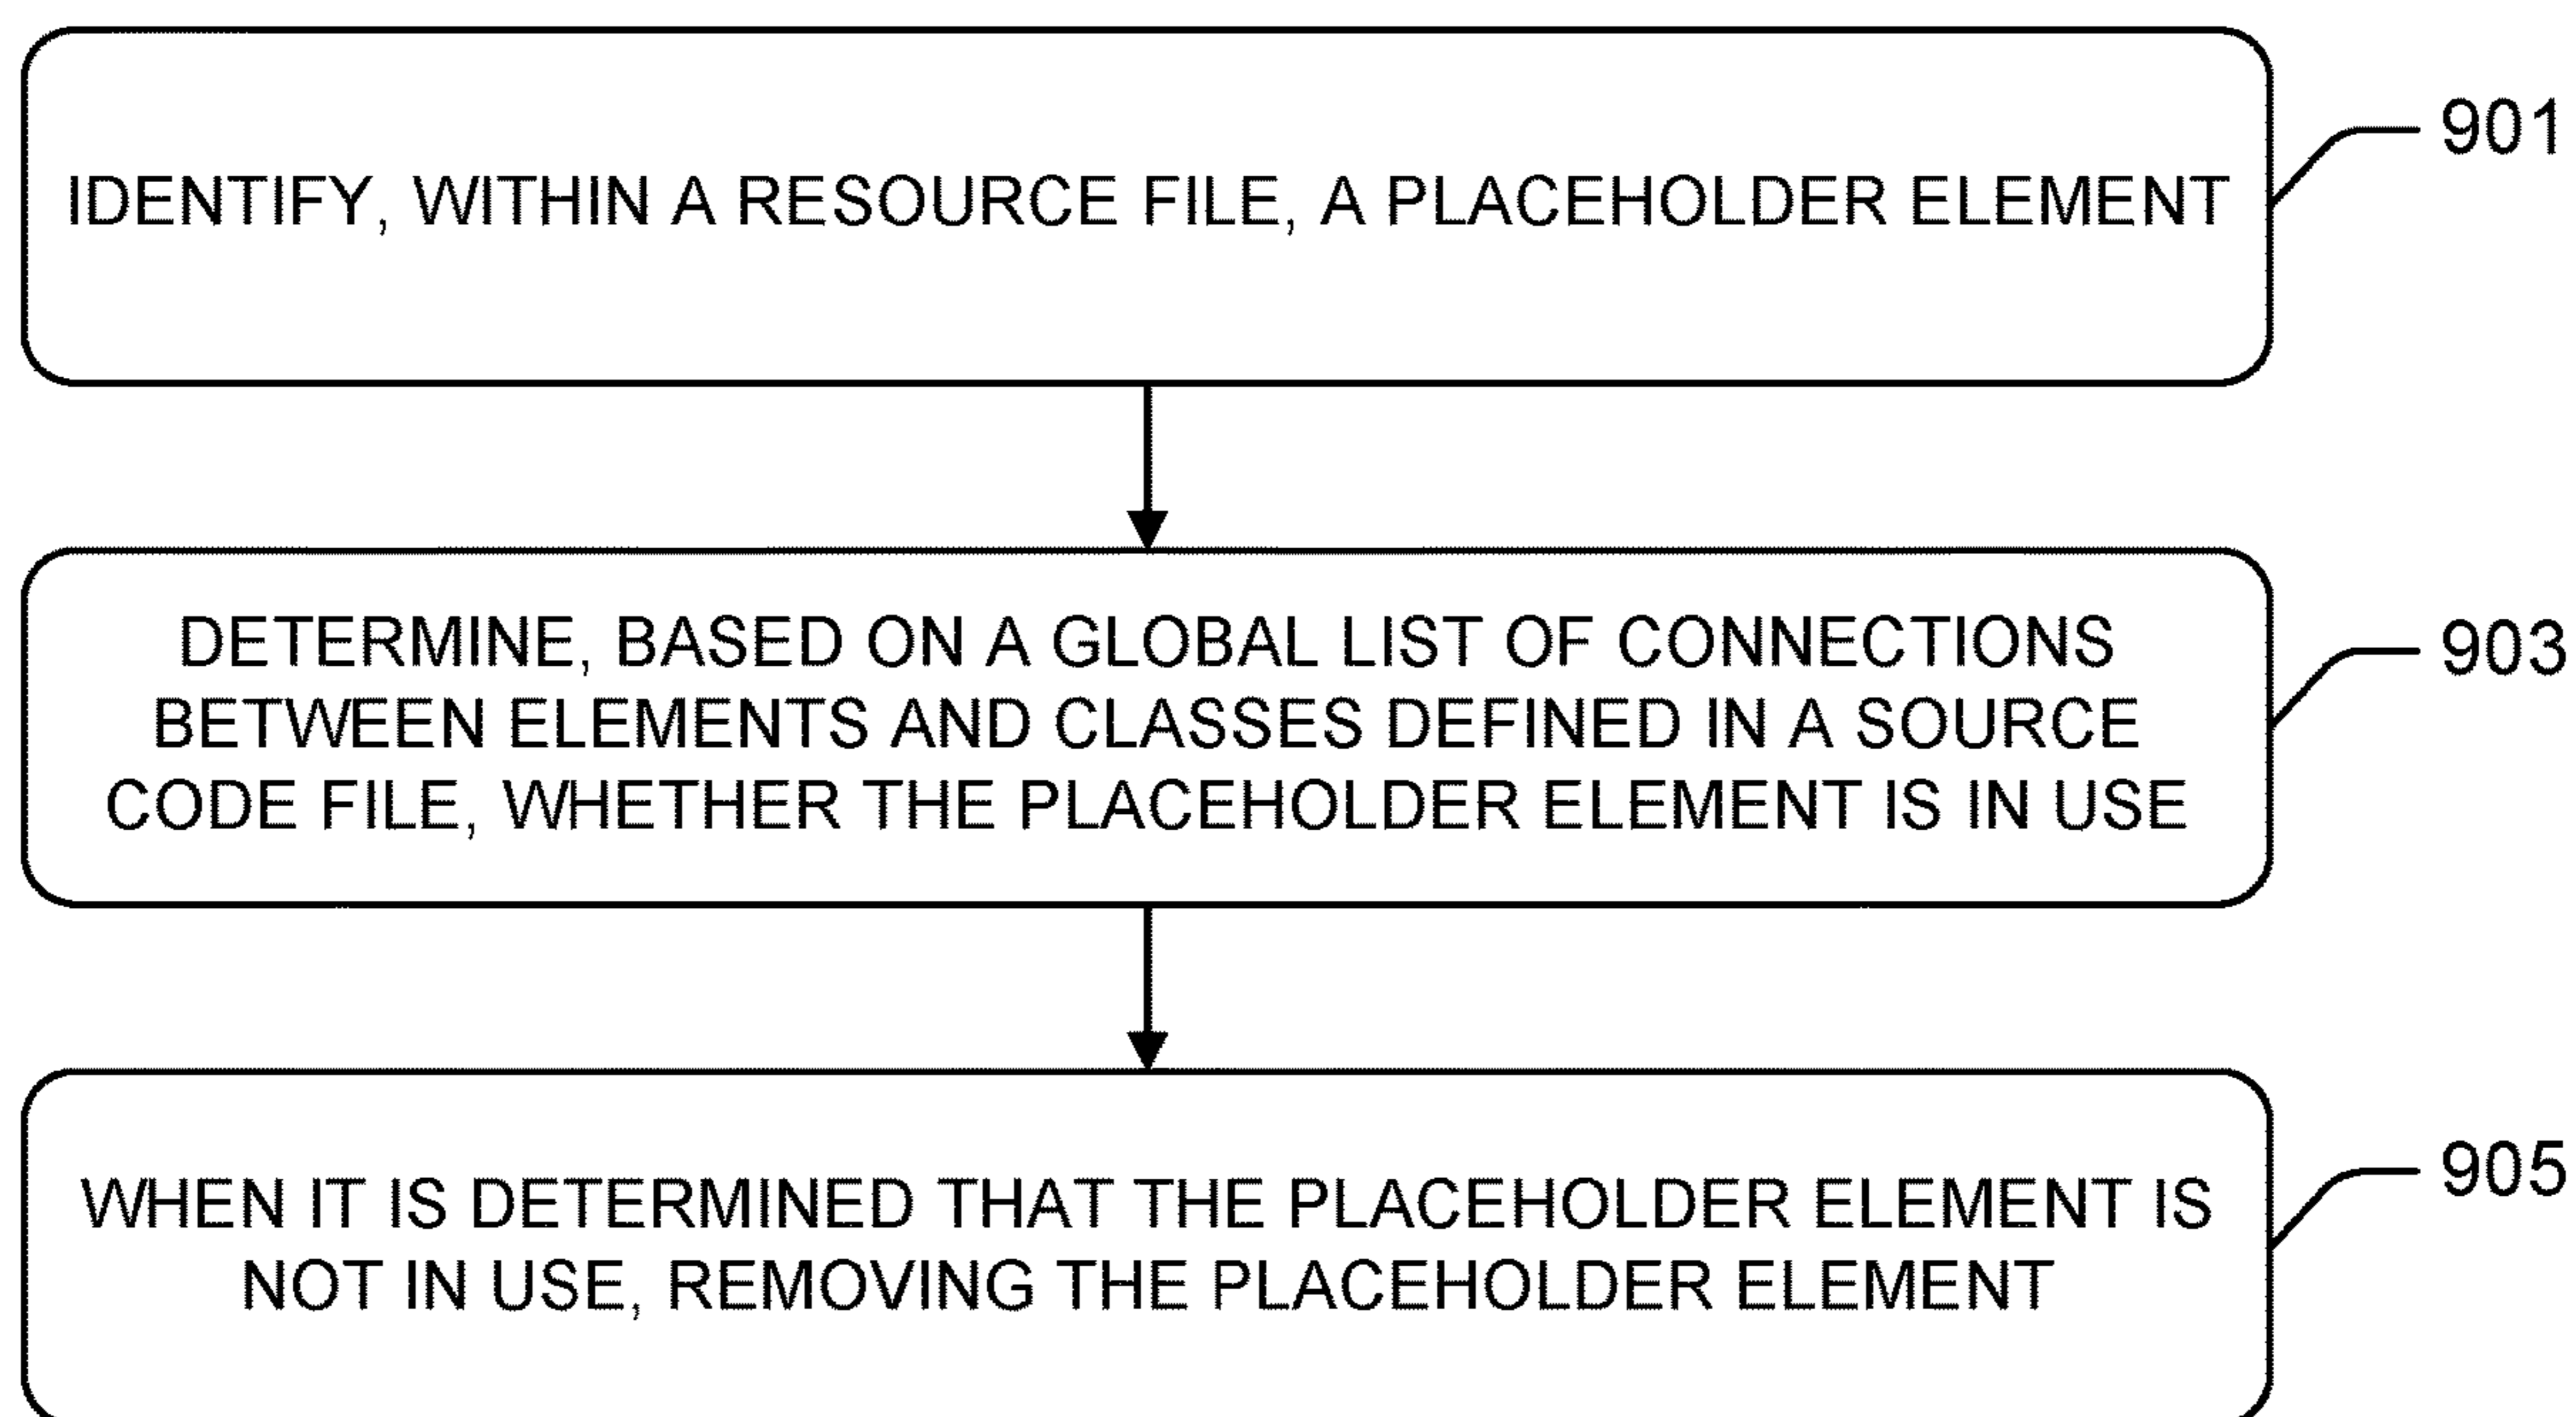 IDENTIFY, WITHIN A RESOURCE FILE, A PLACEHOLDER ELEMENT
901
DETERMINE, BASED ON A GLOBAL LIST OF CONNECTIONS
BETWEEN ELEMENTS AND CLASSES DEFINED IN A SOURCE
CODE FILE, WHETHER THE PLACEHOLDER ELEMENT IS IN USE
903
WHEN IT IS DETERMINED THAT THE PLACEHOLDER ELEMENT IS
NOT IN USE, REMOVING THE PLACEHOLDER ELEMENT
905